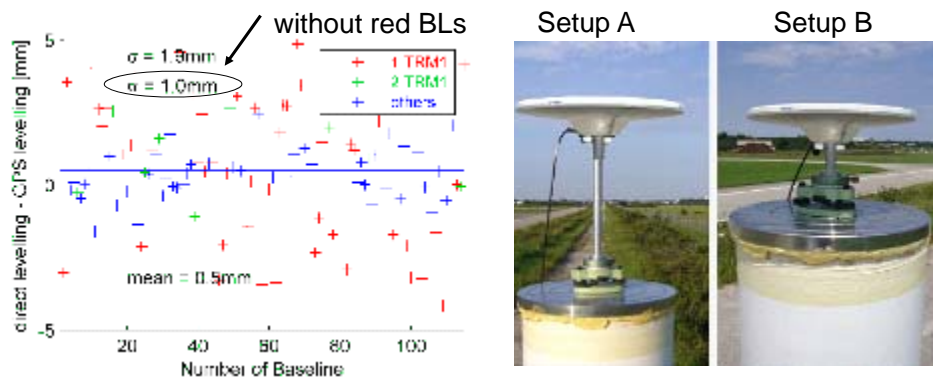 without red BLs
Setup A
Setup B
5
σ = 1.9mm
σ = 1.0mm
1 TRM1
2 TRM1
others
0
mean = 0.5mm
-5
20
40
60
80
100
direct levelling - GPS levelling [mm]
Number of Baseline